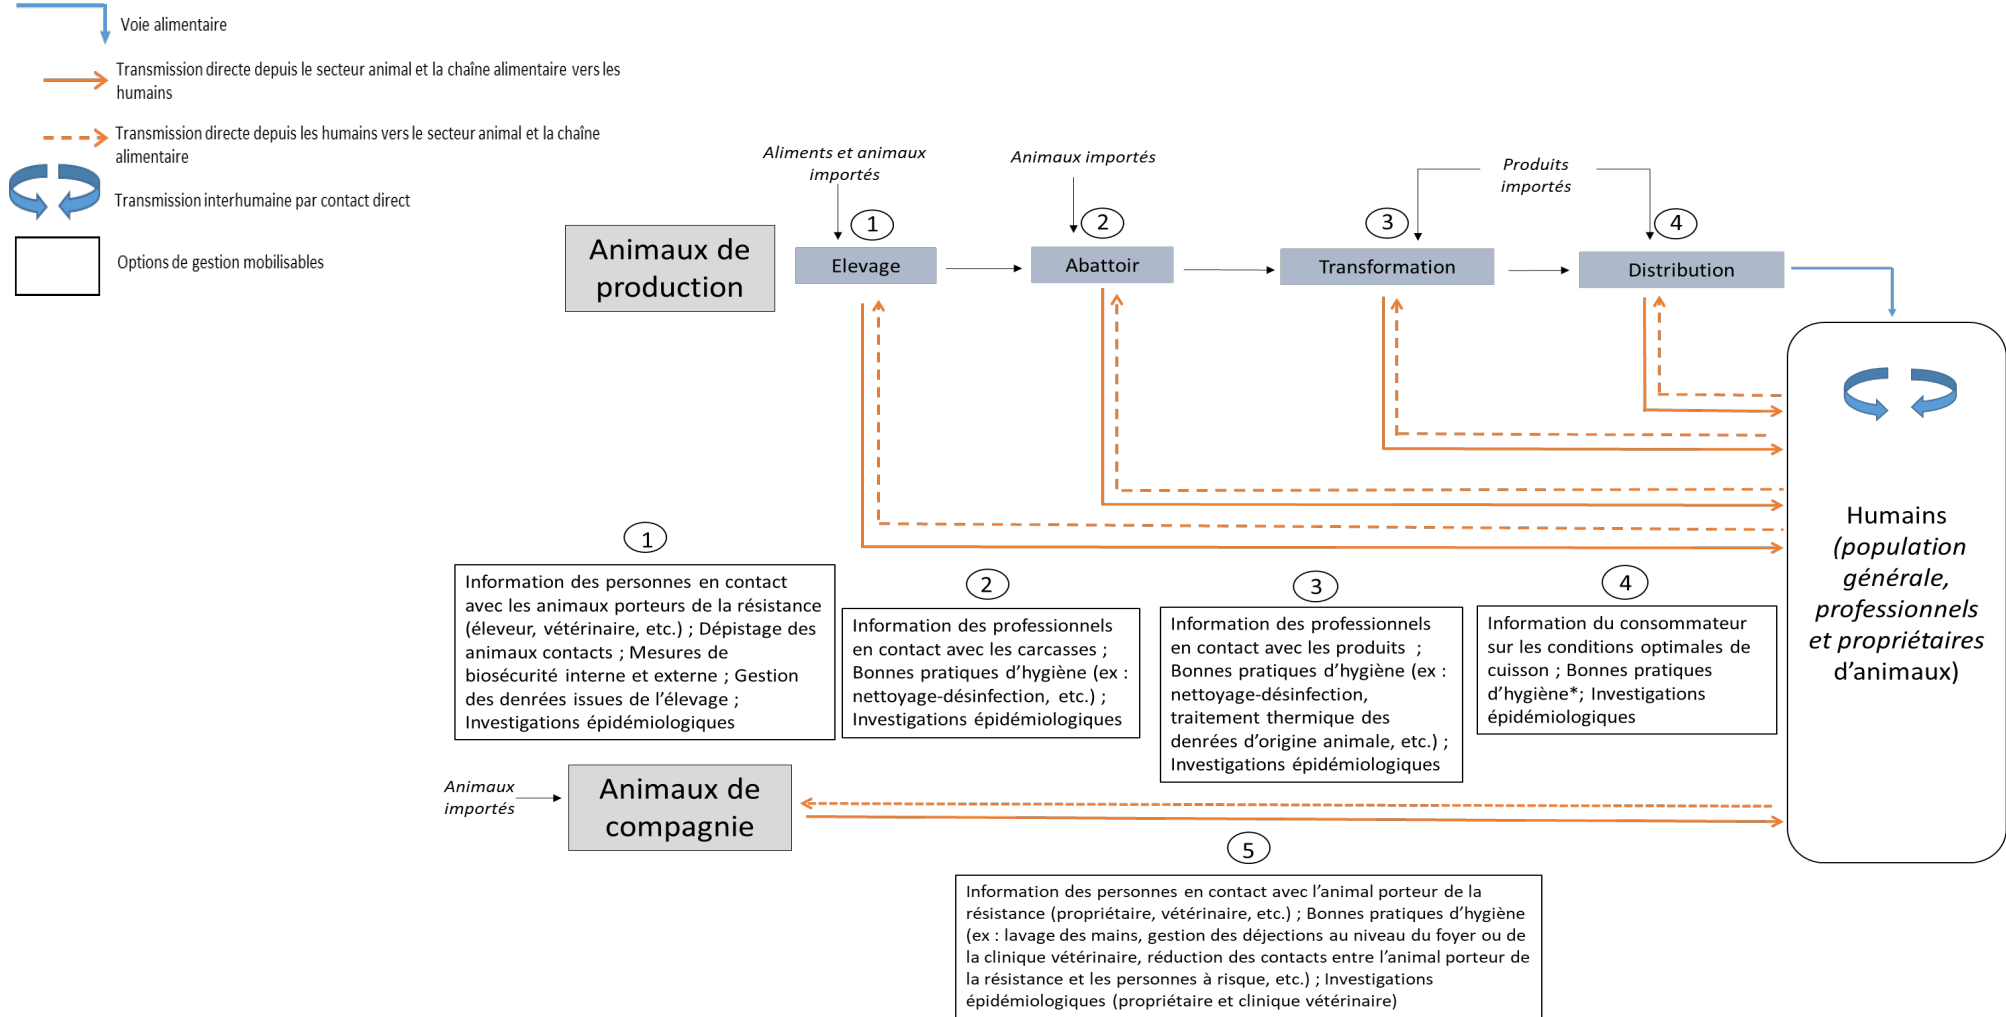 Voie alimentaire
Transmission directe depuis le secteur animal et la chaîne alimentaire vers les
humains
Transmission directe depuis les humains vers le secteur animal et la chaîne
alimentaire
Transmission interhumaine par contact direct
Options de gestion mobilisables
Aliments et animaux
importés
Animaux importés
Produits
importés
1
2
3
4
Animaux de
production
Elevage
Abattoir
Transformation
Distribution
Humains
(population
générale,
professionnels
et propriétaires
d’animaux)
1
Information des personnes en contact
avec les animaux porteurs de la résistance
(éleveur, vétérinaire, etc.) ; Dépistage des
animaux contacts ; Mesures de
biosécurité interne et externe ; Gestion
des denrées issues de l’élevage ;
Investigations épidémiologiques
2
Information des professionnels
en contact avec les carcasses ;
Bonnes pratiques d’hygiène (ex :
nettoyage-désinfection, etc.) ;
Investigations épidémiologiques
3
Information des professionnels
en contact avec les produits ;
Bonnes pratiques d’hygiène (ex :
nettoyage-désinfection,
traitement thermique des
denrées d’origine animale, etc.) ;
Investigations épidémiologiques
4
Information du consommateur
sur les conditions optimales de
cuisson ; Bonnes pratiques
d’hygiène*; Investigations
épidémiologiques
Animaux
importés
Animaux de
compagnie
5
Information des personnes en contact avec l’animal porteur de la
résistance (propriétaire, vétérinaire, etc.) ; Bonnes pratiques d’hygiène
(ex : lavage des mains, gestion des déjections au niveau du foyer ou de
la clinique vétérinaire, réduction des contacts entre l’animal porteur de
la résistance et les personnes à risque, etc.) ; Investigations
épidémiologiques (propriétaire et clinique vétérinaire)